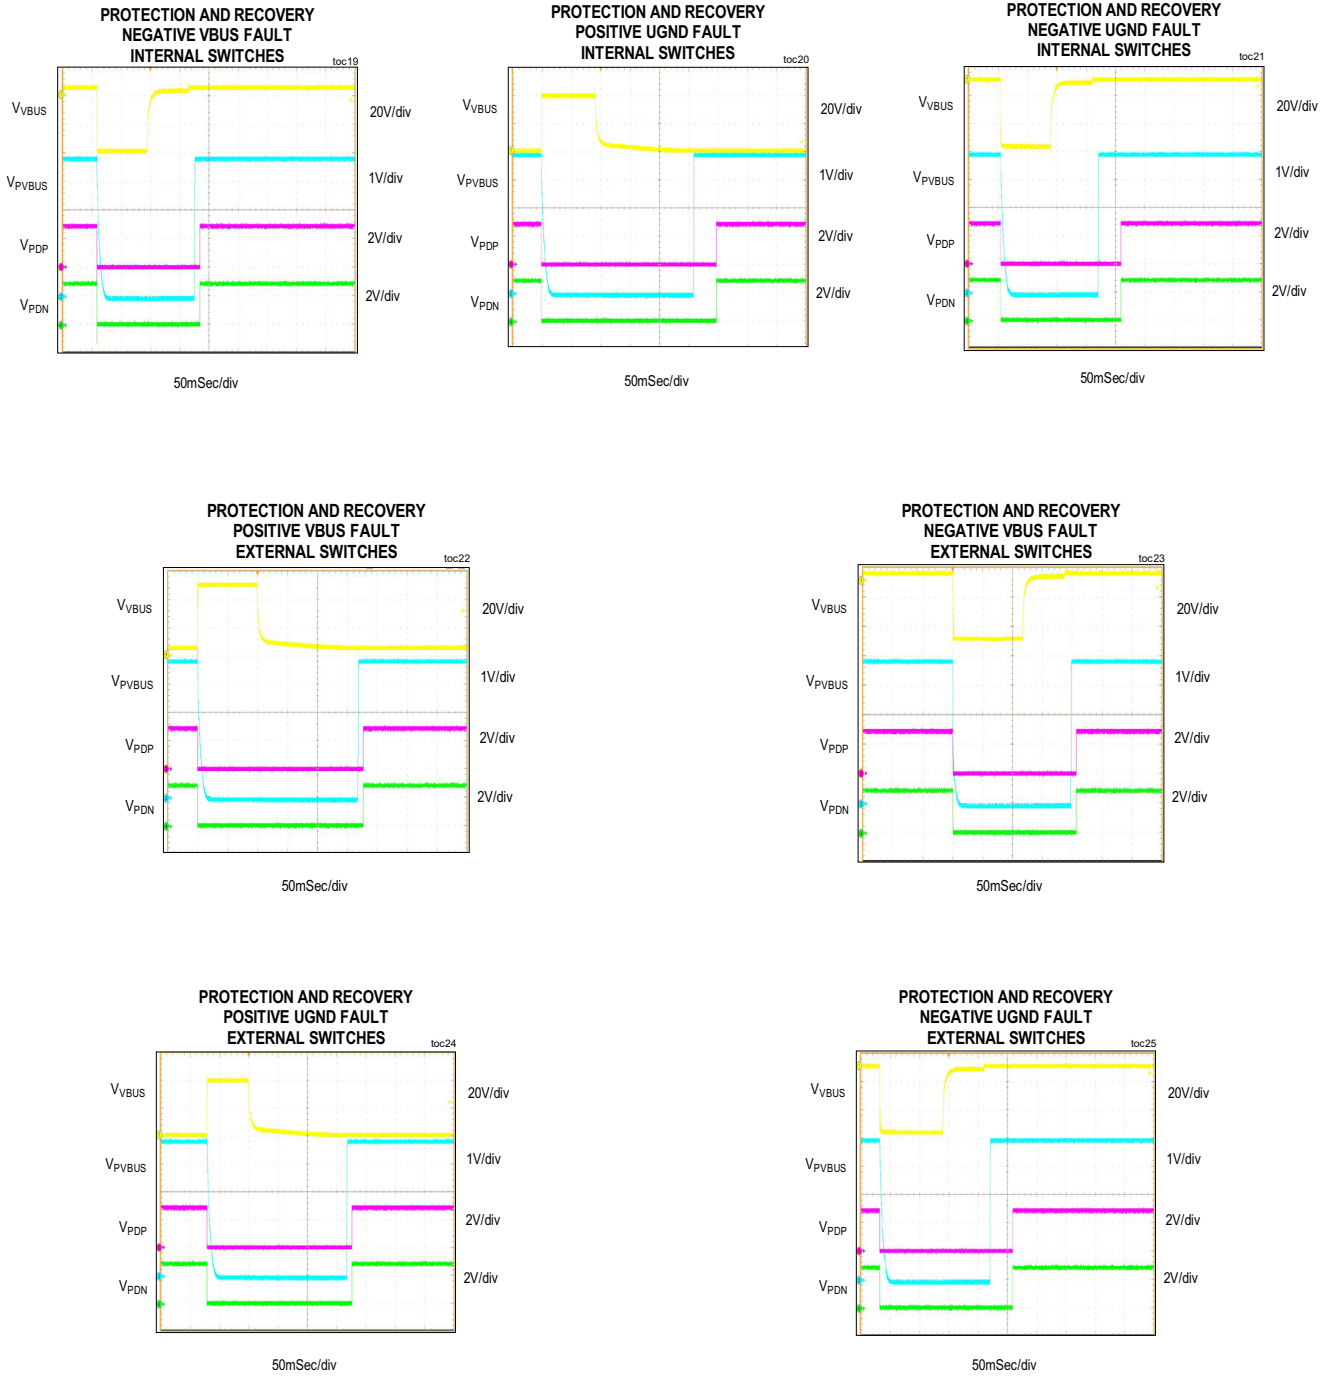 PROTECTION AND RECOVERY
NEGATIVE VBUS FAULT
INTERNAL SWITCHES
toc19
VVBUS
20V/div
VPVBUS
1V/div
VPDP
2V/div
VPDN
2V/div
50mSec/div
PROTECTION AND RECOVERY
POSITIVE UGND FAULT
INTERNAL SWITCHES
toc20
VVBUS
20V/div
VPVBUS
1V/div
VPDP
2V/div
VPDN
2V/div
50mSec/div
PROTECTION AND RECOVERY
NEGATIVE UGND FAULT
INTERNAL SWITCHES
toc21
VVBUS
20V/div
VPVBUS
1V/div
VPDP
2V/div
VPDN
2V/div
50mSec/div
PROTECTION AND RECOVERY
POSITIVE VBUS FAULT
EXTERNAL SWITCHES
toc22
VVBUS
20V/div
VPVBUS
1V/div
VPDP
2V/div
VPDN
2V/div
50mSec/div
PROTECTION AND RECOVERY
NEGATIVE VBUS FAULT
EXTERNAL SWITCHES
toc23
VVBUS
20V/div
VPVBUS
1V/div
VPDP
2V/div
VPDN
2V/div
50mSec/div
PROTECTION AND RECOVERY
POSITIVE UGND FAULT
EXTERNAL SWITCHES
toc24
VVBUS
20V/div
VPVBUS
1V/div
VPDP
2V/div
VPDN
2V/div
50mSec/div
PROTECTION AND RECOVERY
NEGATIVE UGND FAULT
EXTERNAL SWITCHES
toc25
VVBUS
20V/div
VPVBUS
1V/div
VPDP
2V/div
VPDN
2V/div
50mSec/div